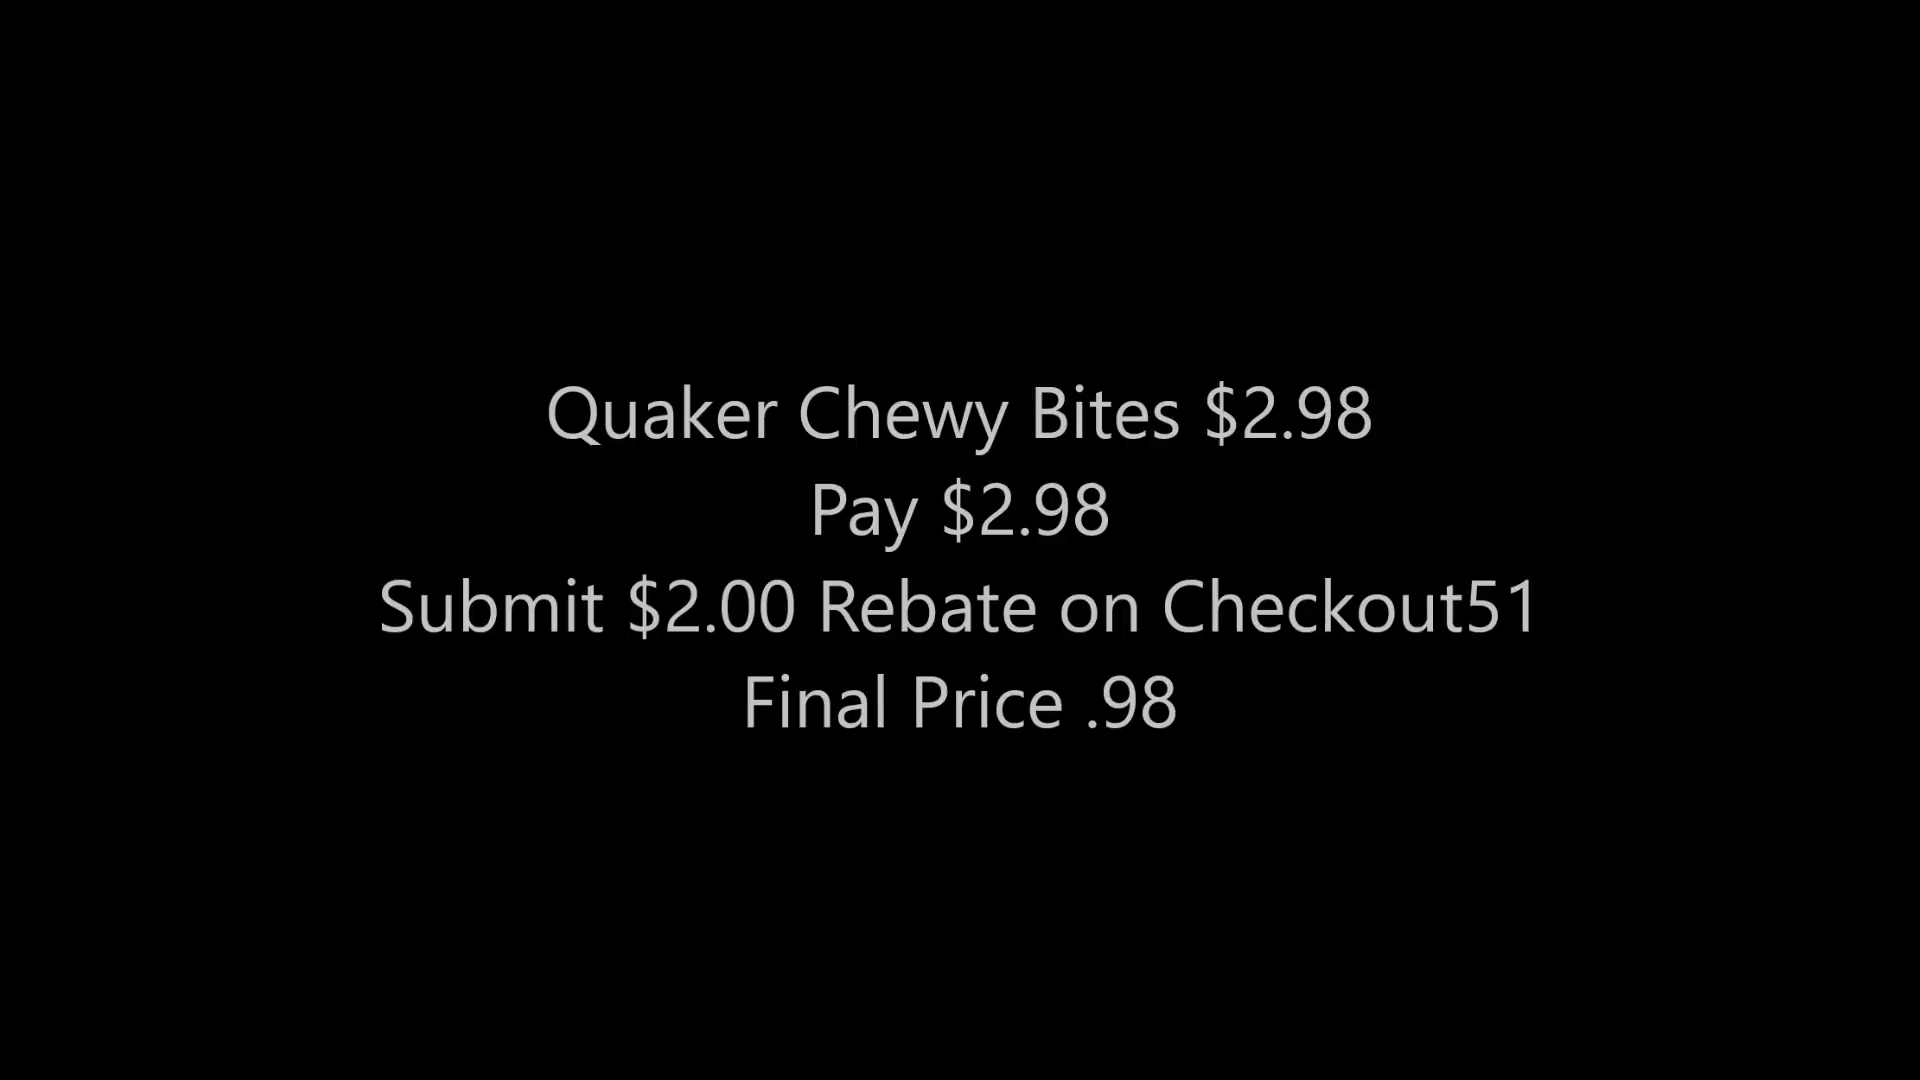 Quaker Chewy Bites $2.98
Pay $2.98
Submit $2.00 Rebate on Checkout51
Final Price .98